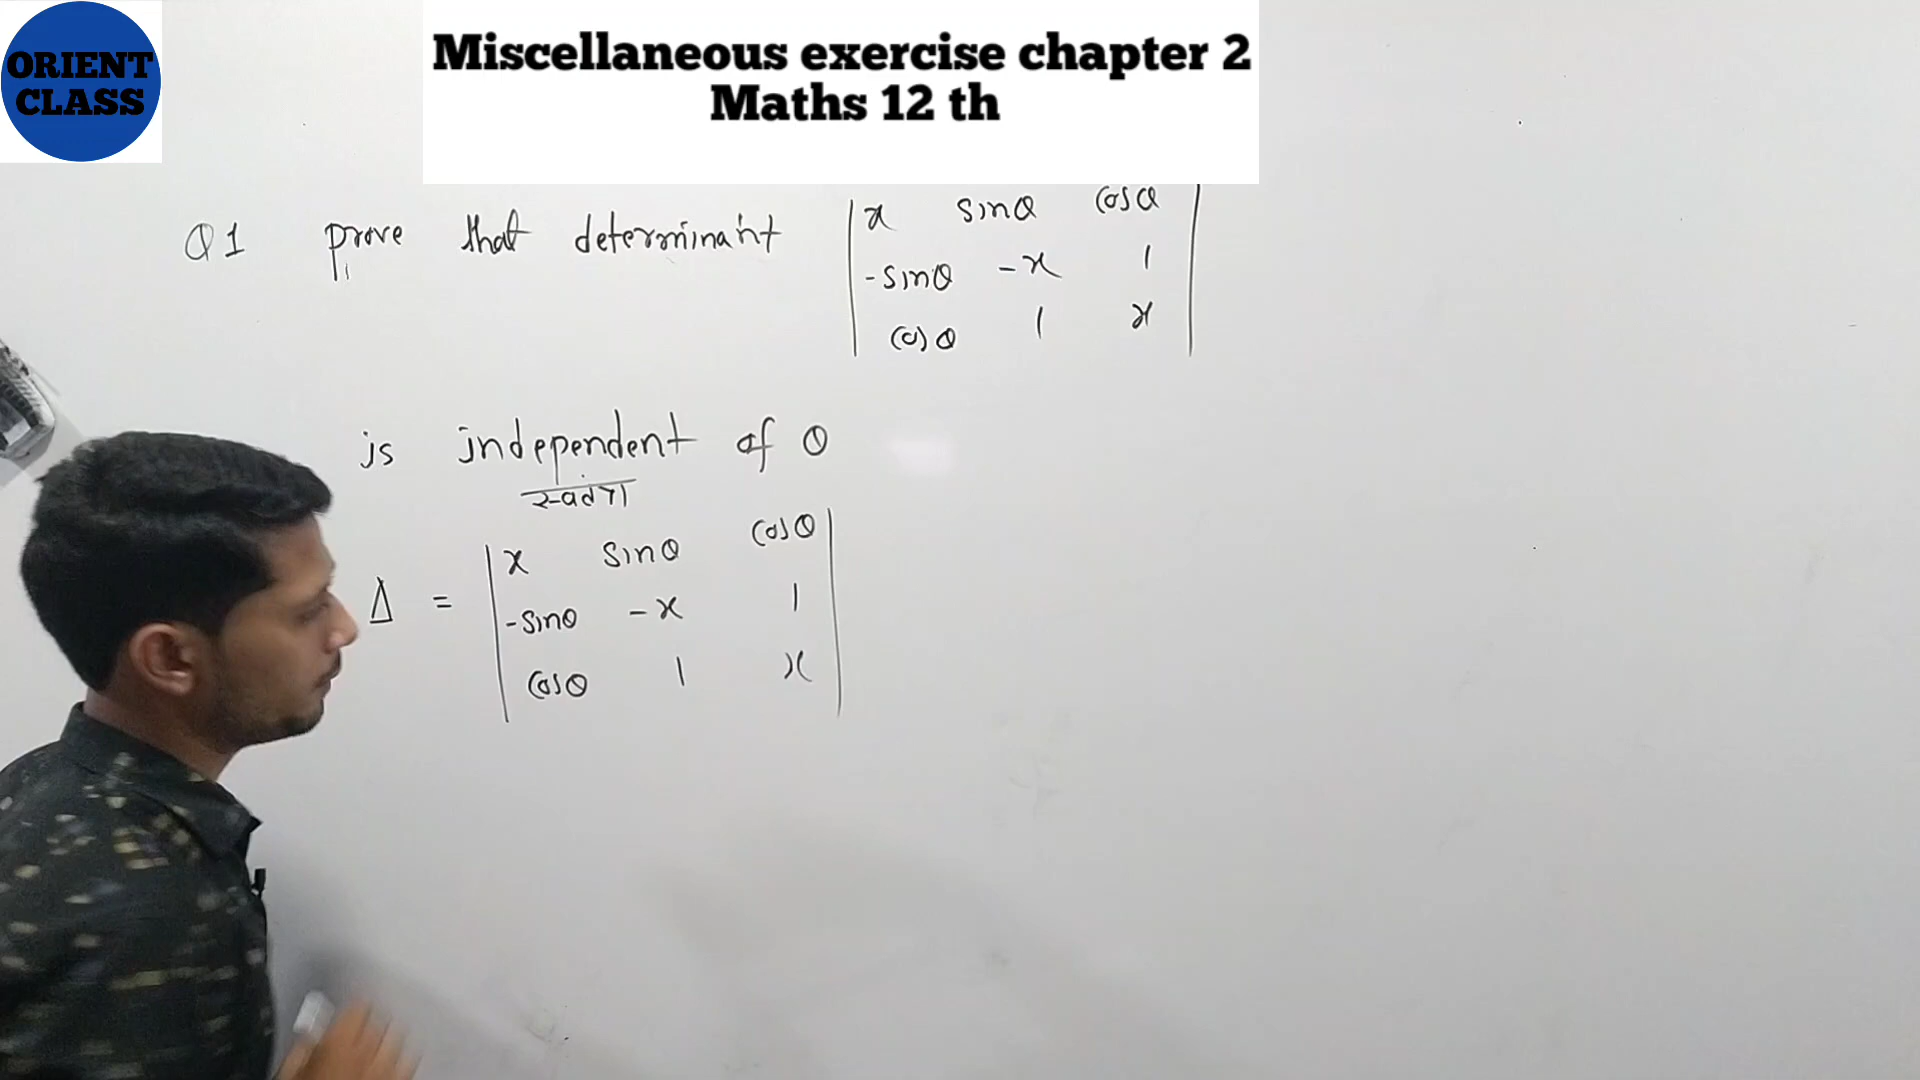 ORIENT
CLASS
Miscellaneous exercise chapter 2
Maths 12 th
Q1 prove that determinant
x sinθ cosθ
-sinθ -x 1
cosθ 1 x
is independent of θ
Δ =
x sinθ cosθ
-sinθ -x 1
cosθ 1 x